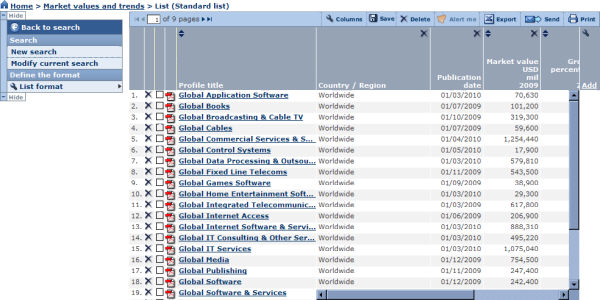 Home > Market values and trends > List (Standard list)
Hide
Back to search
Search
New search
Modify current search
Define the format
List format
Hide
1 of 9 pages
Columns Save Delete Alert me Export Send Print
Profile title Country / Region Publication date Market value USD mil 2009 Gro percent Add
1. Global Application Software Worldwide 01/03/2010 70,630
2. Global Books Worldwide 01/07/2009 101,200
3. Global Broadcasting & Cable TV Worldwide 01/10/2009 319,300
4. Global Cables Worldwide 01/07/2009 59,600
5. Global Commercial Services & S... Worldwide 01/04/2010 1,254,440
6. Global Control Systems Worldwide 01/05/2010 17,900
7. Global Data Processing & Outsou... Worldwide 01/03/2010 579,810
8. Global Fixed Line Telecoms Worldwide 01/11/2009 543,500
9. Global Games Software Worldwide 01/09/2009 38,900
10. Global Home Entertainment Soft... Worldwide 01/03/2010 29,300
11. Global Integrated Telecommunic... Worldwide 01/03/2010 617,800
12. Global Internet Access Worldwide 01/06/2009 206,900
13. Global Internet Software & Servi... Worldwide 01/03/2010 888,310
14. Global IT Consulting & Other Ser... Worldwide 01/03/2010 495,220
15. Global IT Services Worldwide 01/03/2010 1,075,040
16. Global Media Worldwide 01/12/2009 754,500
17. Global Publishing Worldwide 01/11/2009 247,400
18. Global Software Worldwide 01/12/2009 242,400
19. Global Software & Services